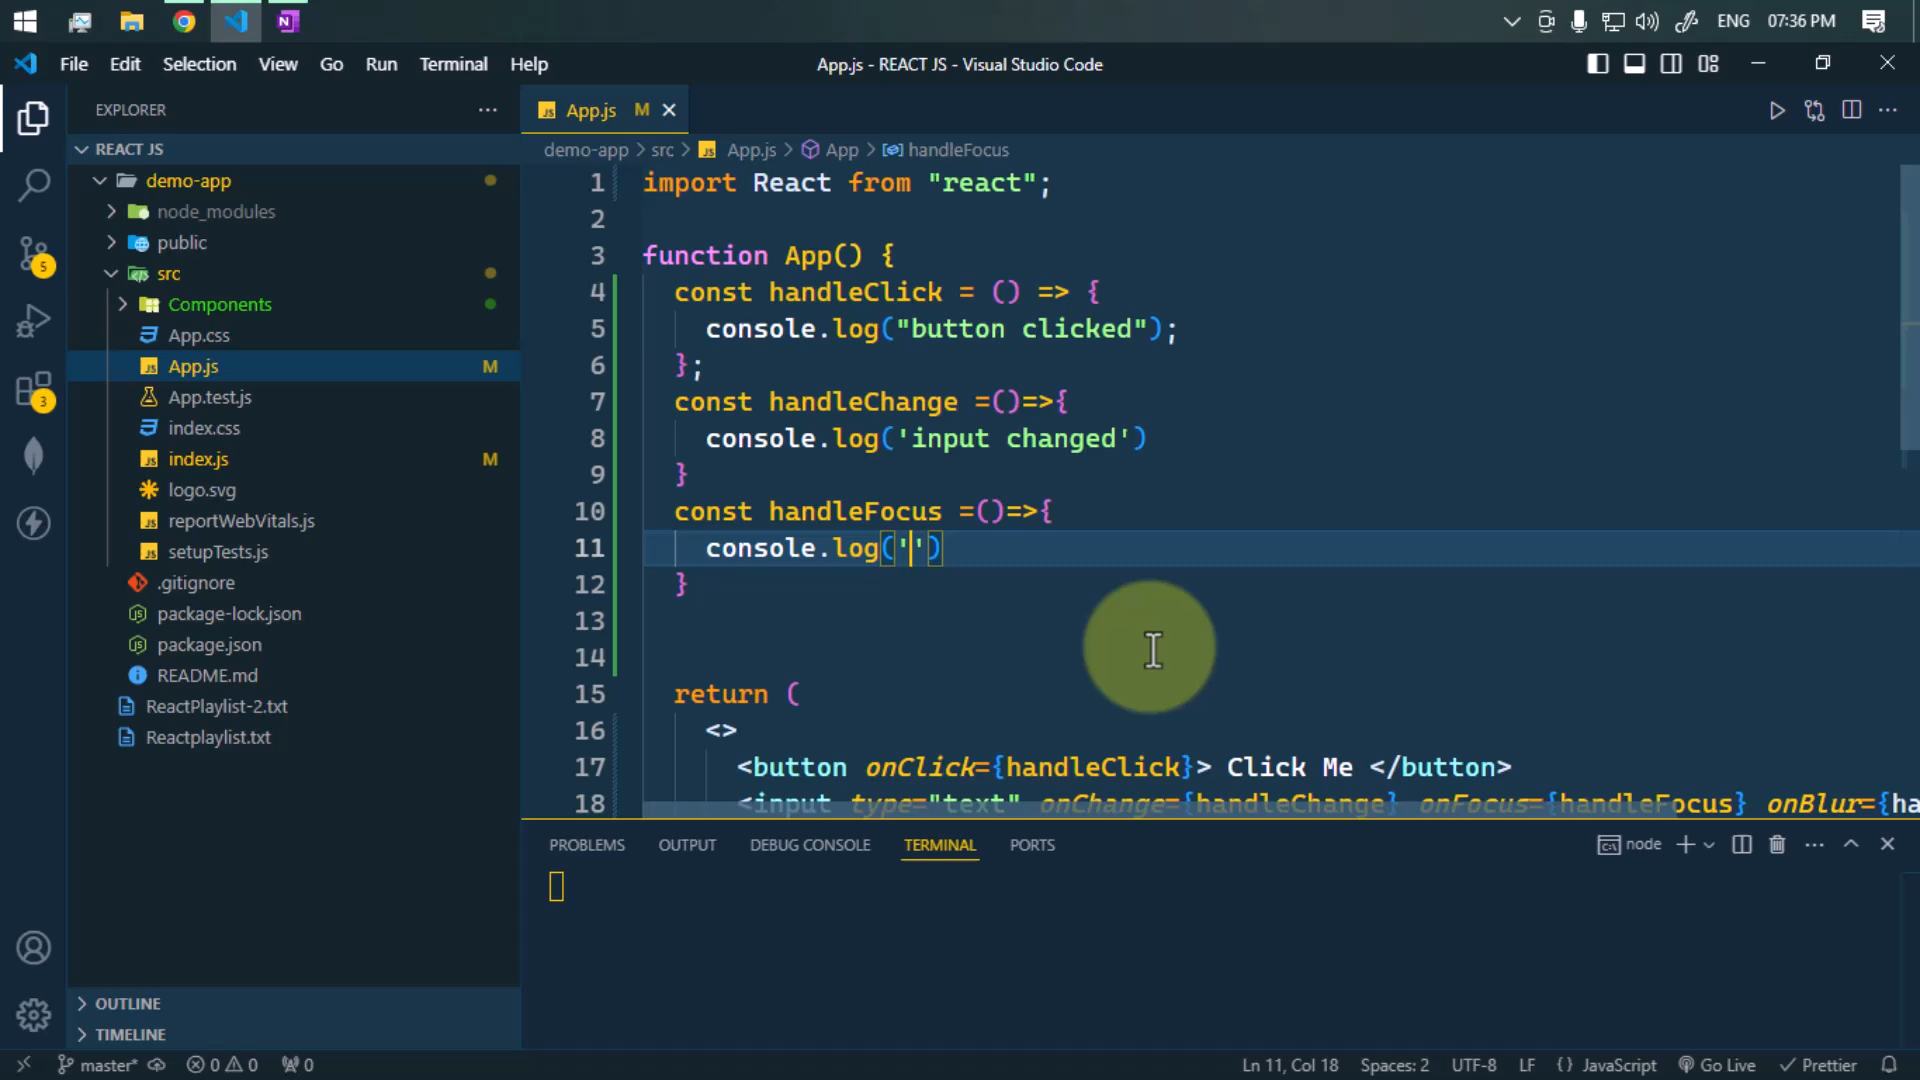 ENG 07:36 PM
File Edit Selection View Go Run Terminal Help
App.js - REACT JS - Visual Studio Code
EXPLORER
REACT JS
demo-app
node_modules
public
src
Components
App.css
App.js M
App.test.js
index.css
index.js M
logo.svg
reportWebVitals.js
setupTests.js
.gitignore
package-lock.json
package.json
README.md
ReactPlaylist-2.txt
Reactplaylist.txt
OUTLINE
TIMELINE
5
3
App.js M
demo-app > src > App.js > App > handleFocus
1 import React from "react";
2
3 function App() {
4 const handleClick = () => {
5 console.log("button clicked");
6 };
7 const handleChange =()=>{
8 console.log('input changed')
9 }
10 const handleFocus =()=>{
11 console.log('')
12 }
13
14
15 return (
16 <>
17 <button onClick={handleClick}> Click Me </button>
18 <input type="text" onChange={handleChange} onFocus={handleFocus} onBlur={ha
PROBLEMS OUTPUT DEBUG CONSOLE TERMINAL PORTS
node
master* 0 0 0
Ln 11, Col 18 Spaces: 2 UTF-8 LF {} JavaScript Go Live Prettier